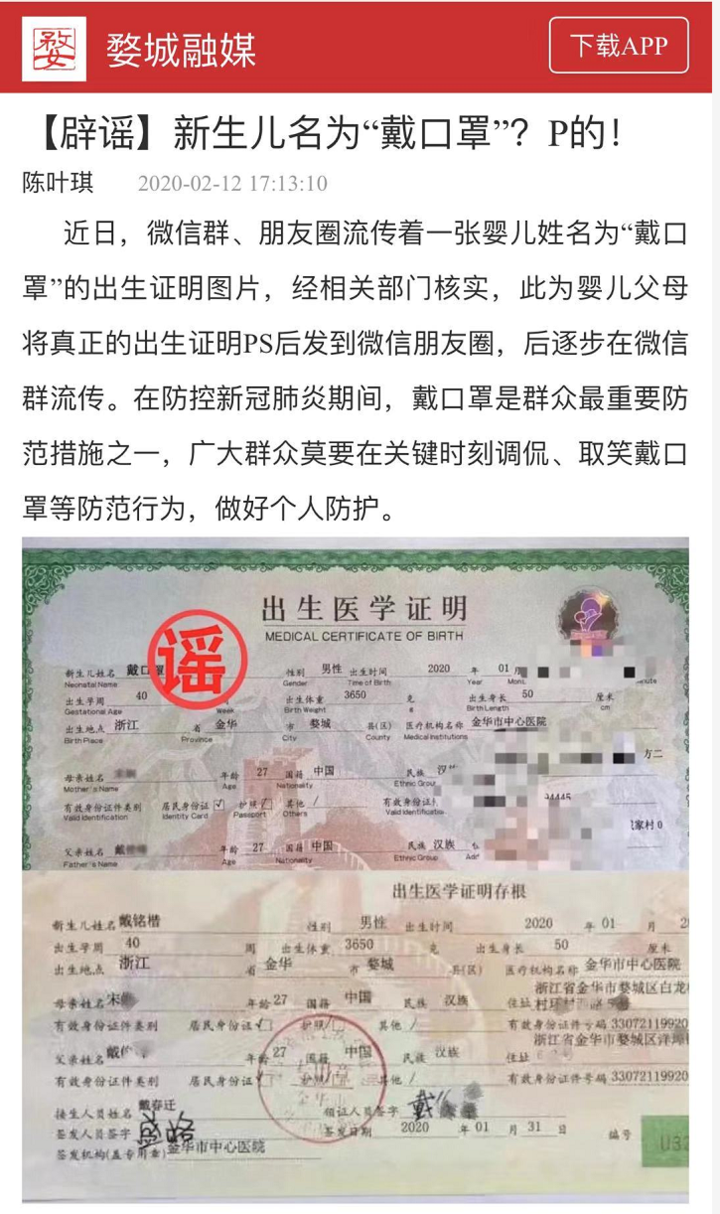 婺城融媒
下载APP
【辟谣】新生儿名为“戴口罩”？P的！
陈叶琪 2020-02-12 17:13:10
近日，微信群、朋友圈流传着一张婴儿姓名为“戴口
罩”的出生证明图片，经相关部门核实，此为婴儿父母
将真正的出生证明PS后发到微信朋友圈，后逐步在微信
群流传。在防控新冠肺炎期间，戴口罩是群众最重要防
范措施之一，广大群众莫要在关键时刻调侃、取笑戴口
罩等防范行为，做好个人防护。
出生医学证明
MEDICAL CERTIFICATE OF BIRTH
谣
新生儿姓名 戴口罩 性别 男性 出生时间 2020 年 01 月
Neonatal Name Gender Time of Birth Year
出生孕周 40 出生体重 3650 克 出生身长 50 厘米
Gestational Age Week Birth Weight g Birth Length cm
出生地点 浙江 省 金华 市 婺城 县(区) 医疗机构名称 金华市中心医院
Birth Place Province City County Medical Institutions
母亲姓名 年龄 27 国籍 中国 民族 汉 方二
Mother's Name Age Nationality Ethnic Group
有效身份证件类别 居民身份证 ✓ 护照 其他 / 有效身份证
Valid Identification Identity Card Passport Others Valid Identification
家村0
父亲姓名 戴 年龄 27 国籍 中国 民族 汉族
Father's Name Age Nationality Ethnic Group
出生医学证明存根
新生儿姓名 戴铭楷 性别 男性 出生时间 2020 年 01 月
出生孕周 40 周 出生体重 3650 克 出生身长 50 厘米
出生地点 浙江 省 金华 市 婺城 县(区) 医疗机构名称 金华市中心医院
浙江省金华市婺城区白龙
母亲姓名 宋 年龄 27 国籍 中国 民族 汉族 住址 村
有效身份证件类别 居民身份证 ✓ 护照 其他 / 有效身份证件号码 33072119920
浙江省金华市婺城区洋埠
父亲姓名 戴 年龄 27 国籍 中国 民族 汉族 住址
有效身份证件类别 居民身份证 护照 其他 / 有效身份证件号码 33072119920
接生人员姓名 戴春迁 领证人员签字 戴
签发人员签字 签发日期 2020 年 01 月 31 日 编号 U32
签发机构(盖专用章) 金华市中心医院